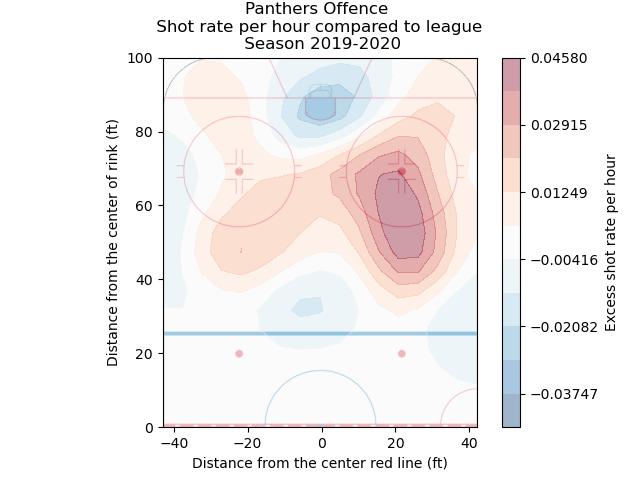 Panthers Offence
Shot rate per hour compared to league
Season 2019-2020
100
80
60
40
20
0
Distance from the center of rink (ft)
−40
−20
0
20
40
Distance from the center red line (ft)
0.04580
0.02915
0.01249
−0.00416
−0.02082
−0.03747
Excess shot rate per hour